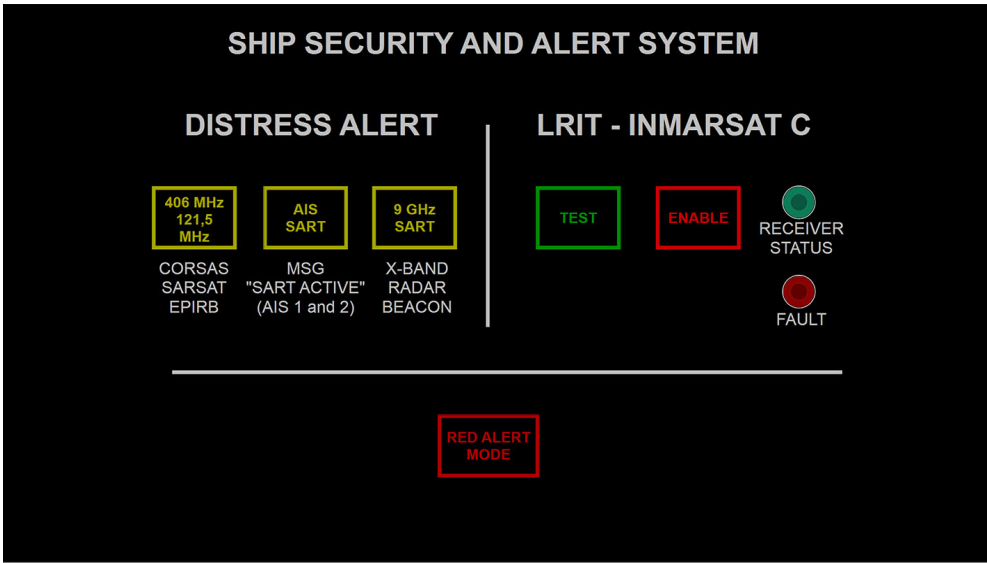 SHIP SECURITY AND ALERT SYSTEM
DISTRESS ALERT
406 MHz
121,5
MHz
CORSAS
SARSAT
EPIRB
AIS
SART
MSG
"SART ACTIVE"
(AIS 1 and 2)
9 GHz
SART
X-BAND
RADAR
BEACON
LRIT - INMARSAT C
TEST
ENABLE
RECEIVER
STATUS
FAULT
RED ALERT
MODE